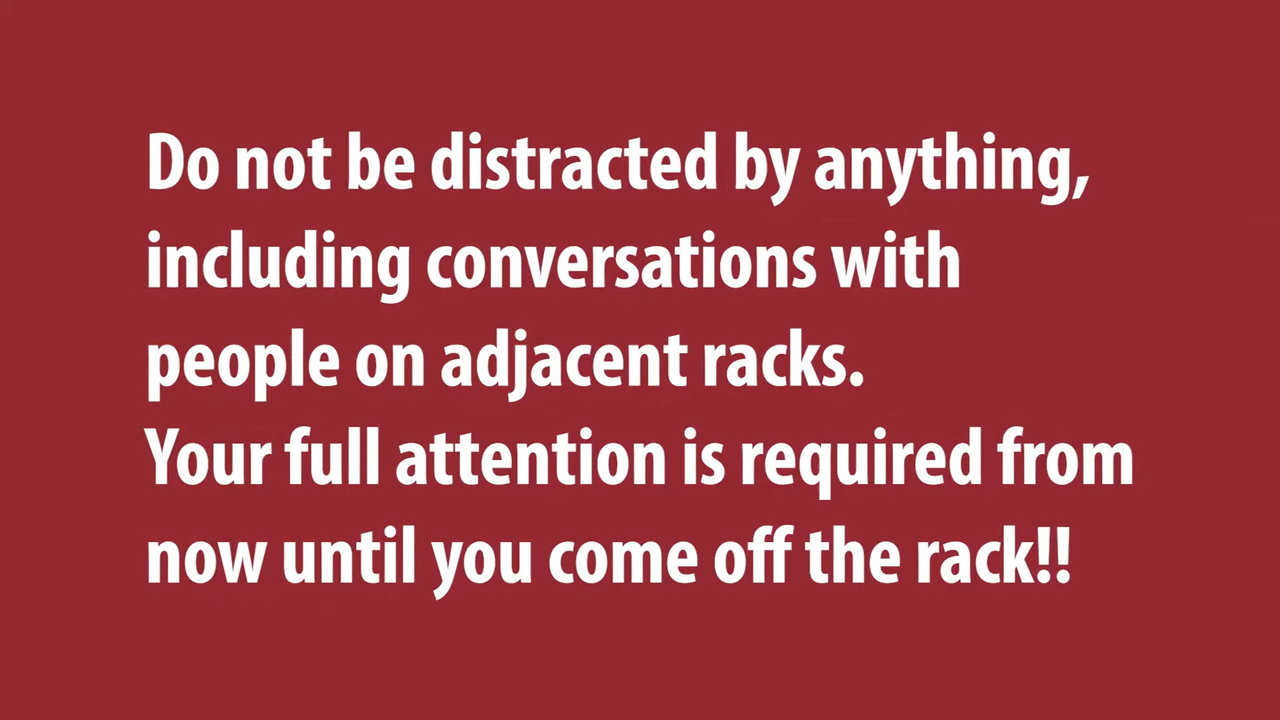 Do not be distracted by anything,
including conversations with
people on adjacent racks.
Your full attention is required from
now until you come off the rack!!